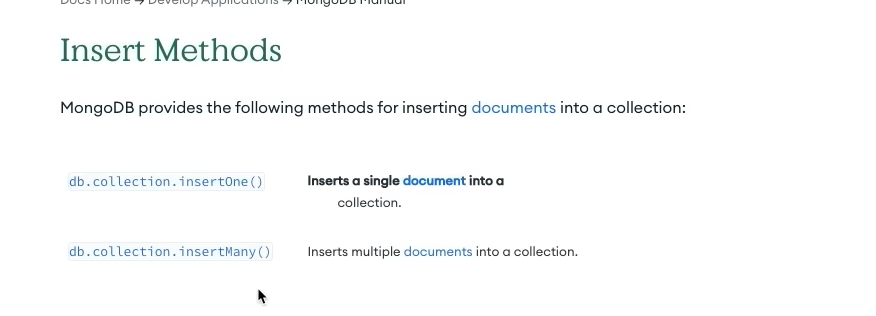 Docs Home → Develop Applications → MongoDB Manual
Insert Methods
MongoDB provides the following methods for inserting documents into a collection:
db.collection.insertOne()
Inserts a single document into a
collection.
db.collection.insertMany()
Inserts multiple documents into a collection.